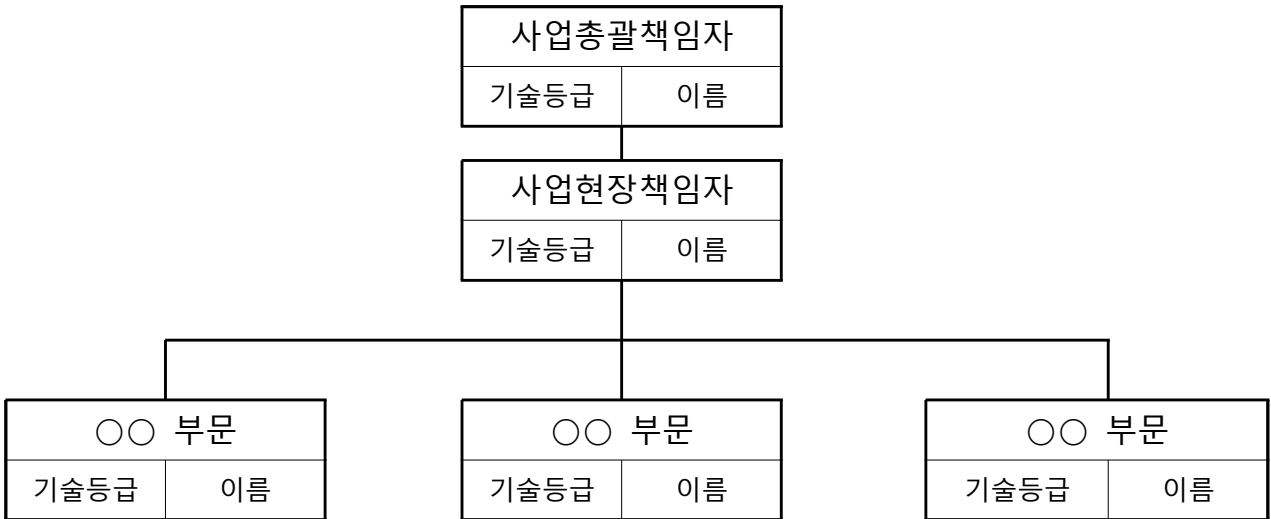 사업총괄책임자
기술등급 이름
사업현장책임자
기술등급 이름
○○ 부문 ○○ 부문 ○○ 부문
기술등급 이름 기술등급 이름 기술등급 이름